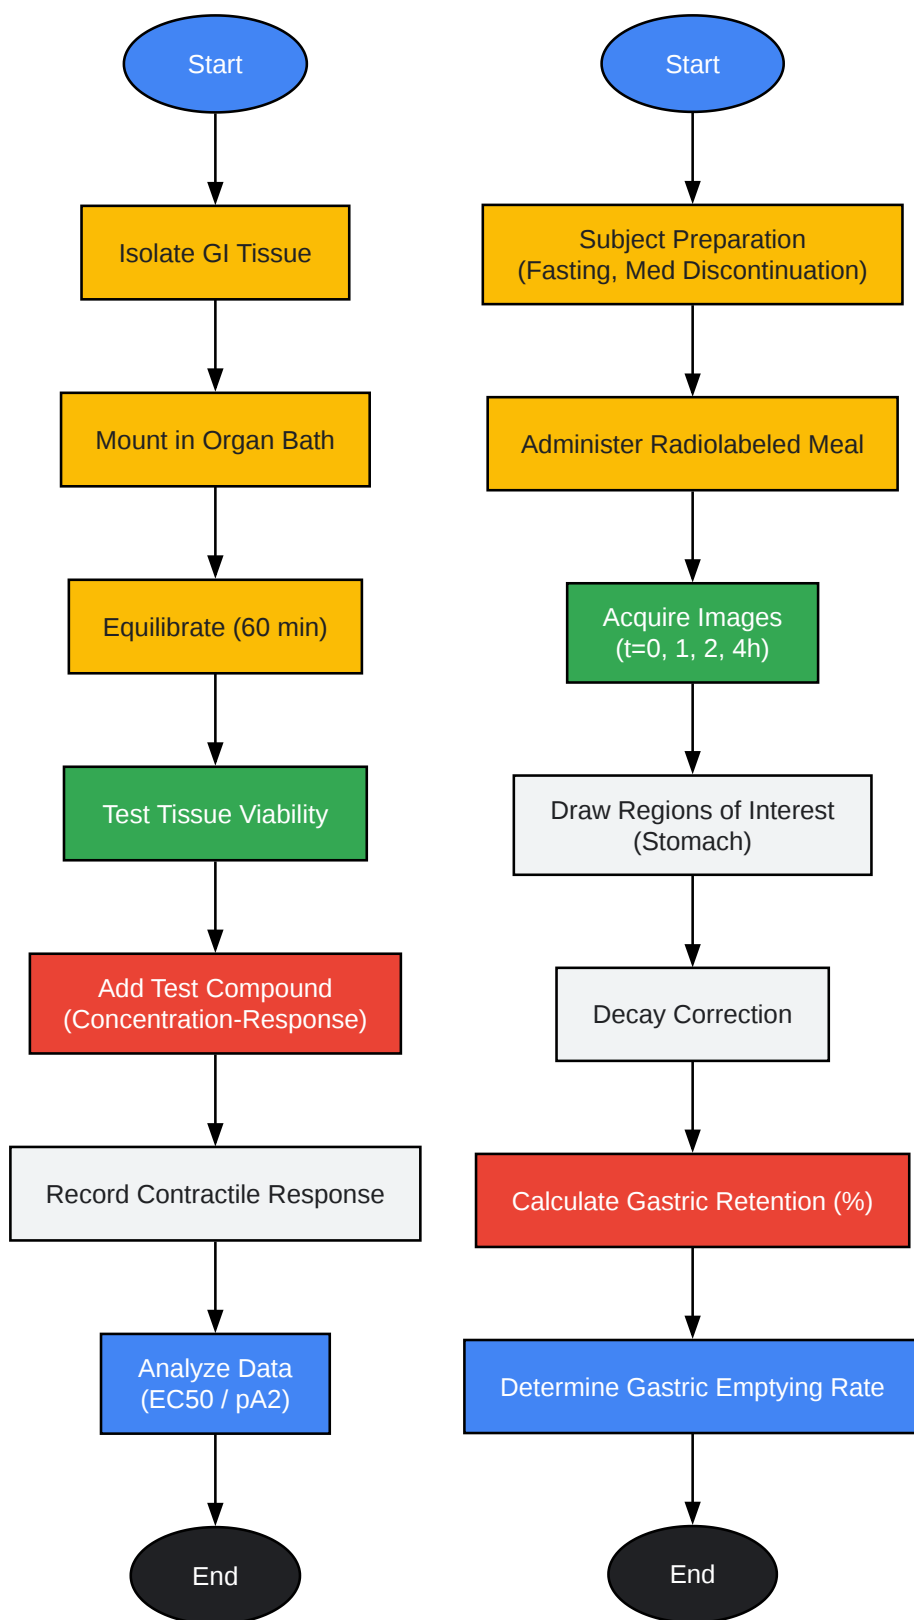 Start
Isolate GI Tissue
Mount in Organ Bath
Equilibrate (60 min)
Test Tissue Viability
Add Test Compound
(Concentration-Response)
Record Contractile Response
Analyze Data
(EC50 / pA2)
End
Start
Subject Preparation
(Fasting, Med Discontinuation)
Administer Radiolabeled Meal
Acquire Images
(t=0, 1, 2, 4h)
Draw Regions of Interest
(Stomach)
Decay Correction
Calculate Gastric Retention (%)
Determine Gastric Emptying Rate
End